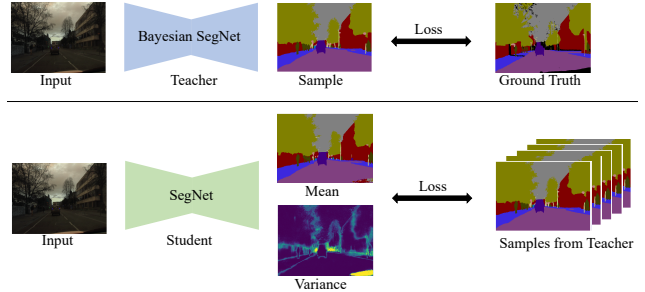 Bayesian SegNet
Loss
Input
Teacher
Sample
Ground Truth
SegNet
Mean
Loss
Input
Student
Samples from Teacher
Variance